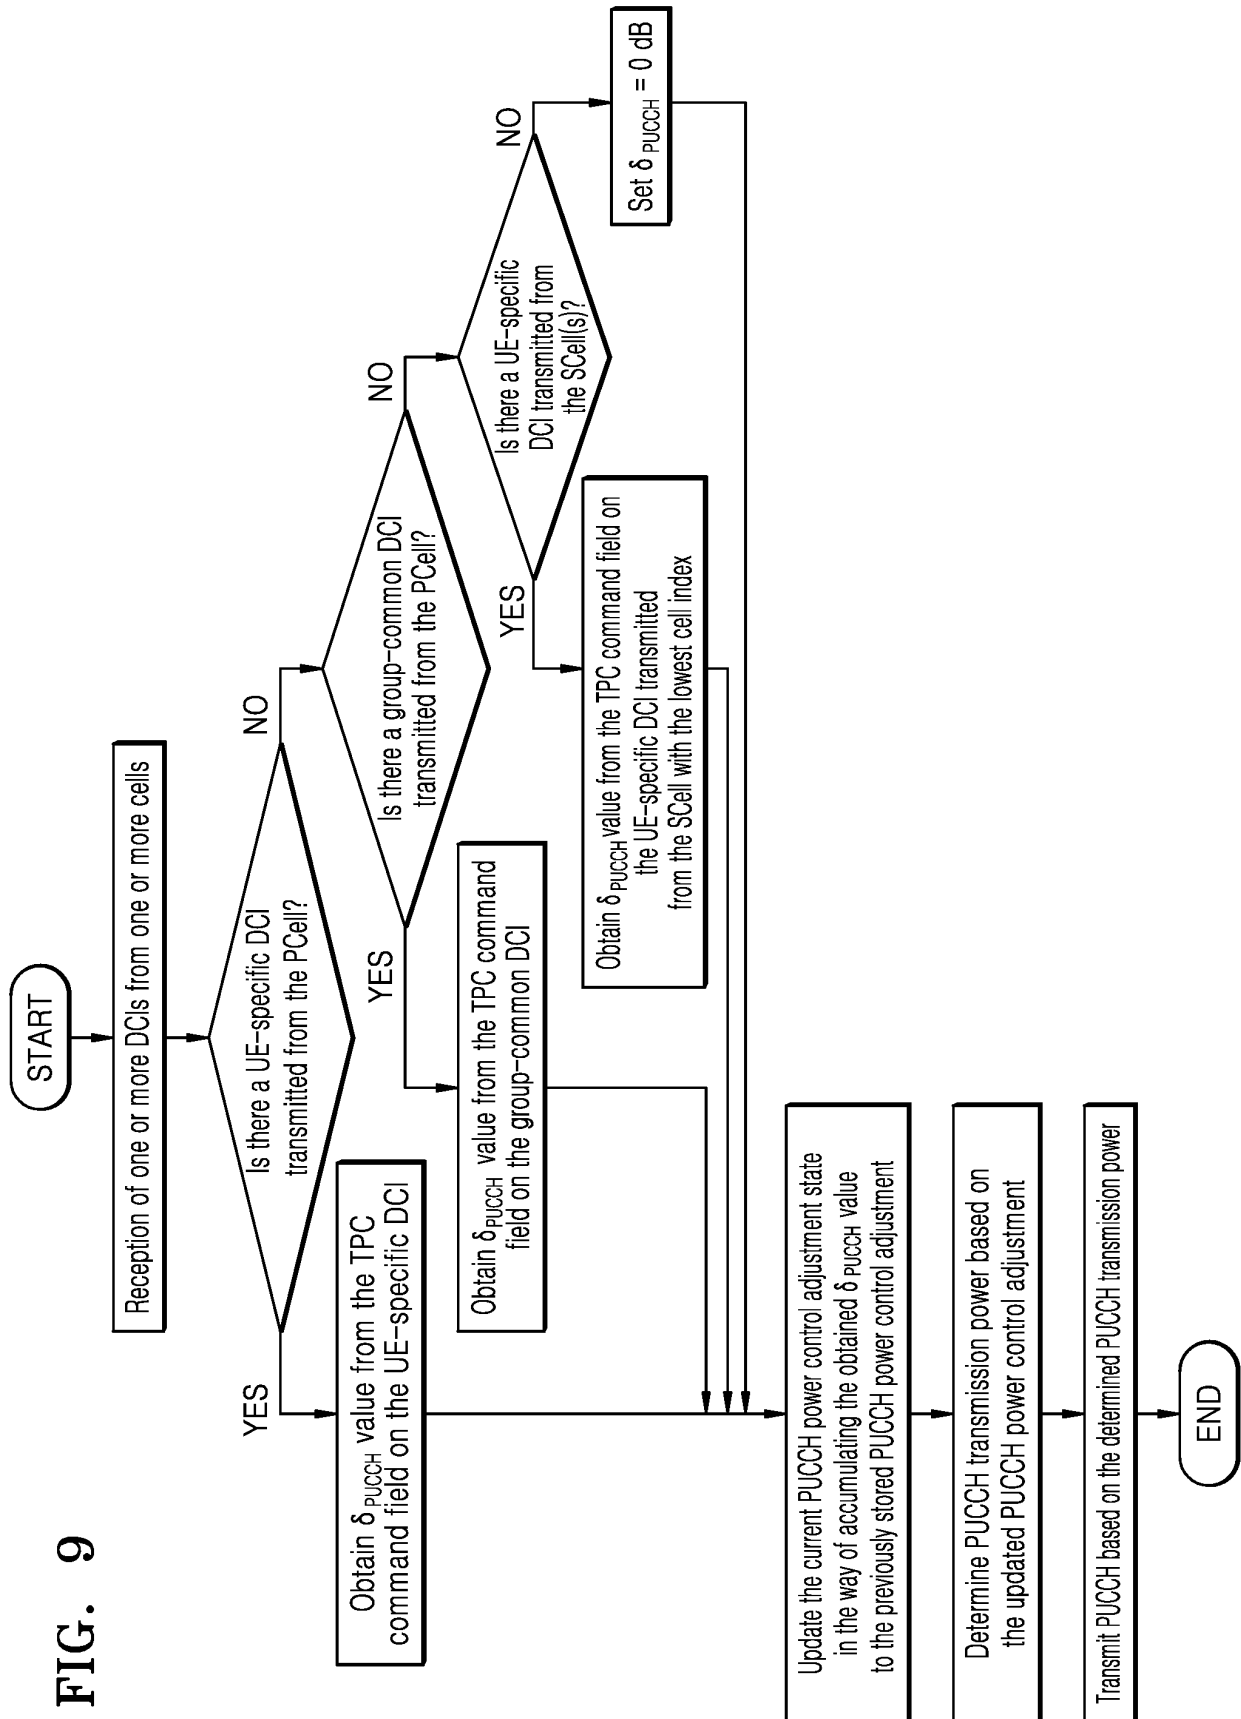 FIG. 9
START
Reception of one or more DCIs from one or more cells
Is there a UE-specific DCI
transmitted from the PCell?
YES
NO
Obtain δ PUCCH value from the TPC
command field on the UE-specific DCI
Is there a group-common DCI
transmitted from the PCell?
YES
NO
Obtain δ PUCCH value from the TPC command
field on the group-common DCI
Is there a UE-specific
DCI transmitted from
the SCell(s)?
YES
NO
Obtain δ PUCCH value from the TPC command field on
the UE-specific DCI transmitted
from the SCell with the lowest cell index
Set δ PUCCH = 0 dB
Update the current PUCCH power control adjustment state
in the way of accumulating the obtained δ PUCCH value
to the previously stored PUCCH power control adjustment
Determine PUCCH transmission power based on
the updated PUCCH power control adjustment
Transmit PUCCH based on the determined PUCCH transmission power
END